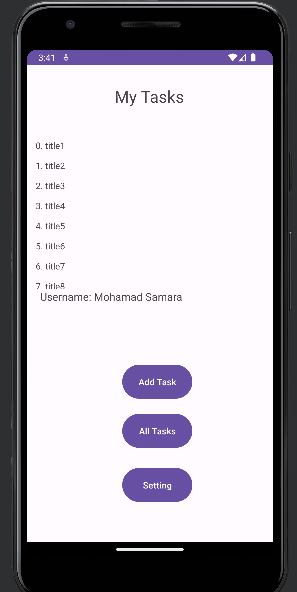 3:41
My Tasks
0. title1
1. title2
2. title3
3. title4
4. title5
5. title6
6. title7
7. title8
Username: Mohamad Samara
Add Task
All Tasks
Setting